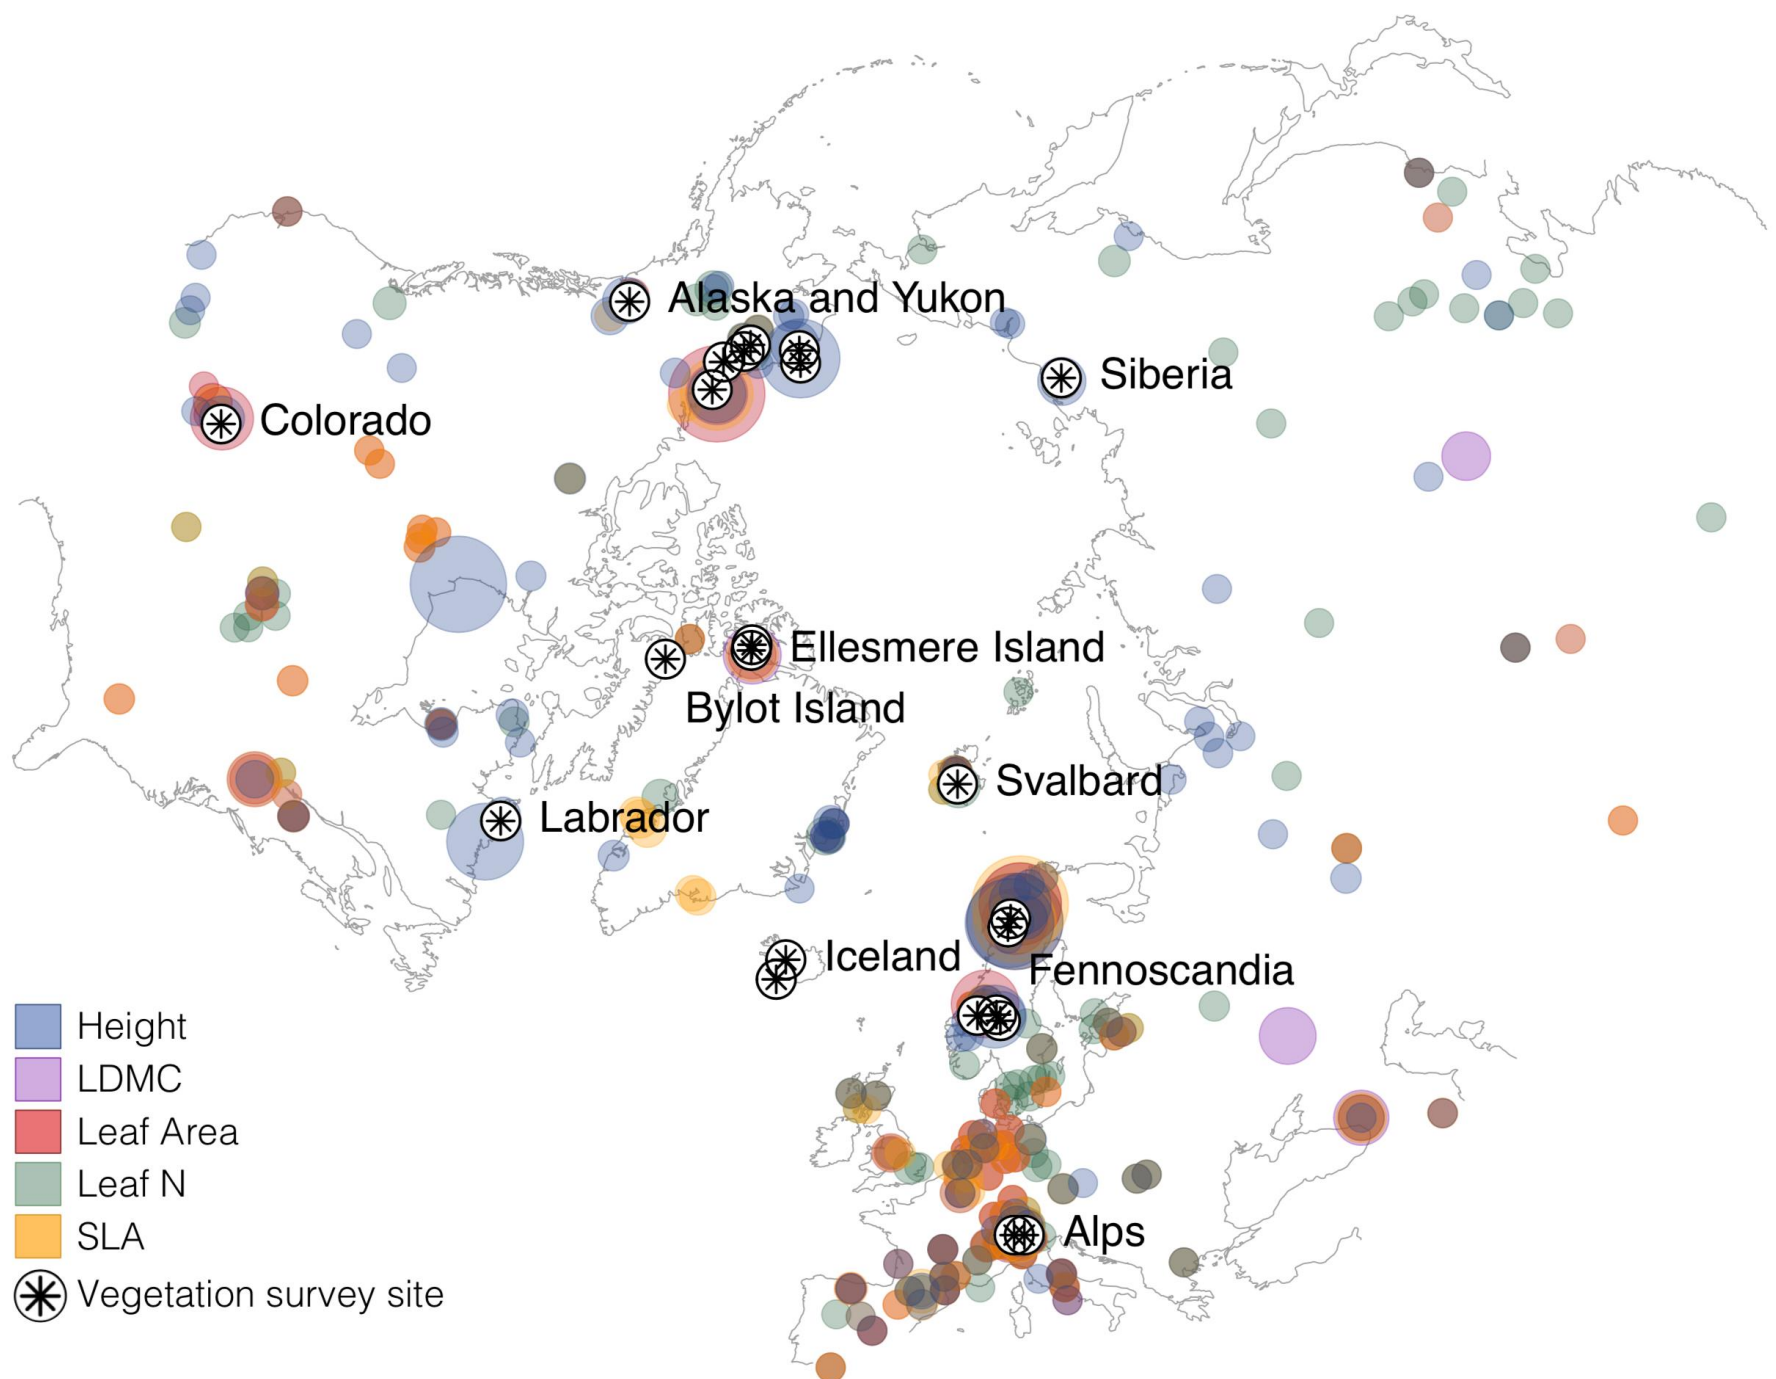 Alaska and Yukon
Siberia
Colorado
Ellesmere Island
Bylot Island
Svalbard
Labrador
Iceland
Fennoscandia
Height
LDMC
Leaf Area
Leaf N
SLA
Alps
Vegetation survey site